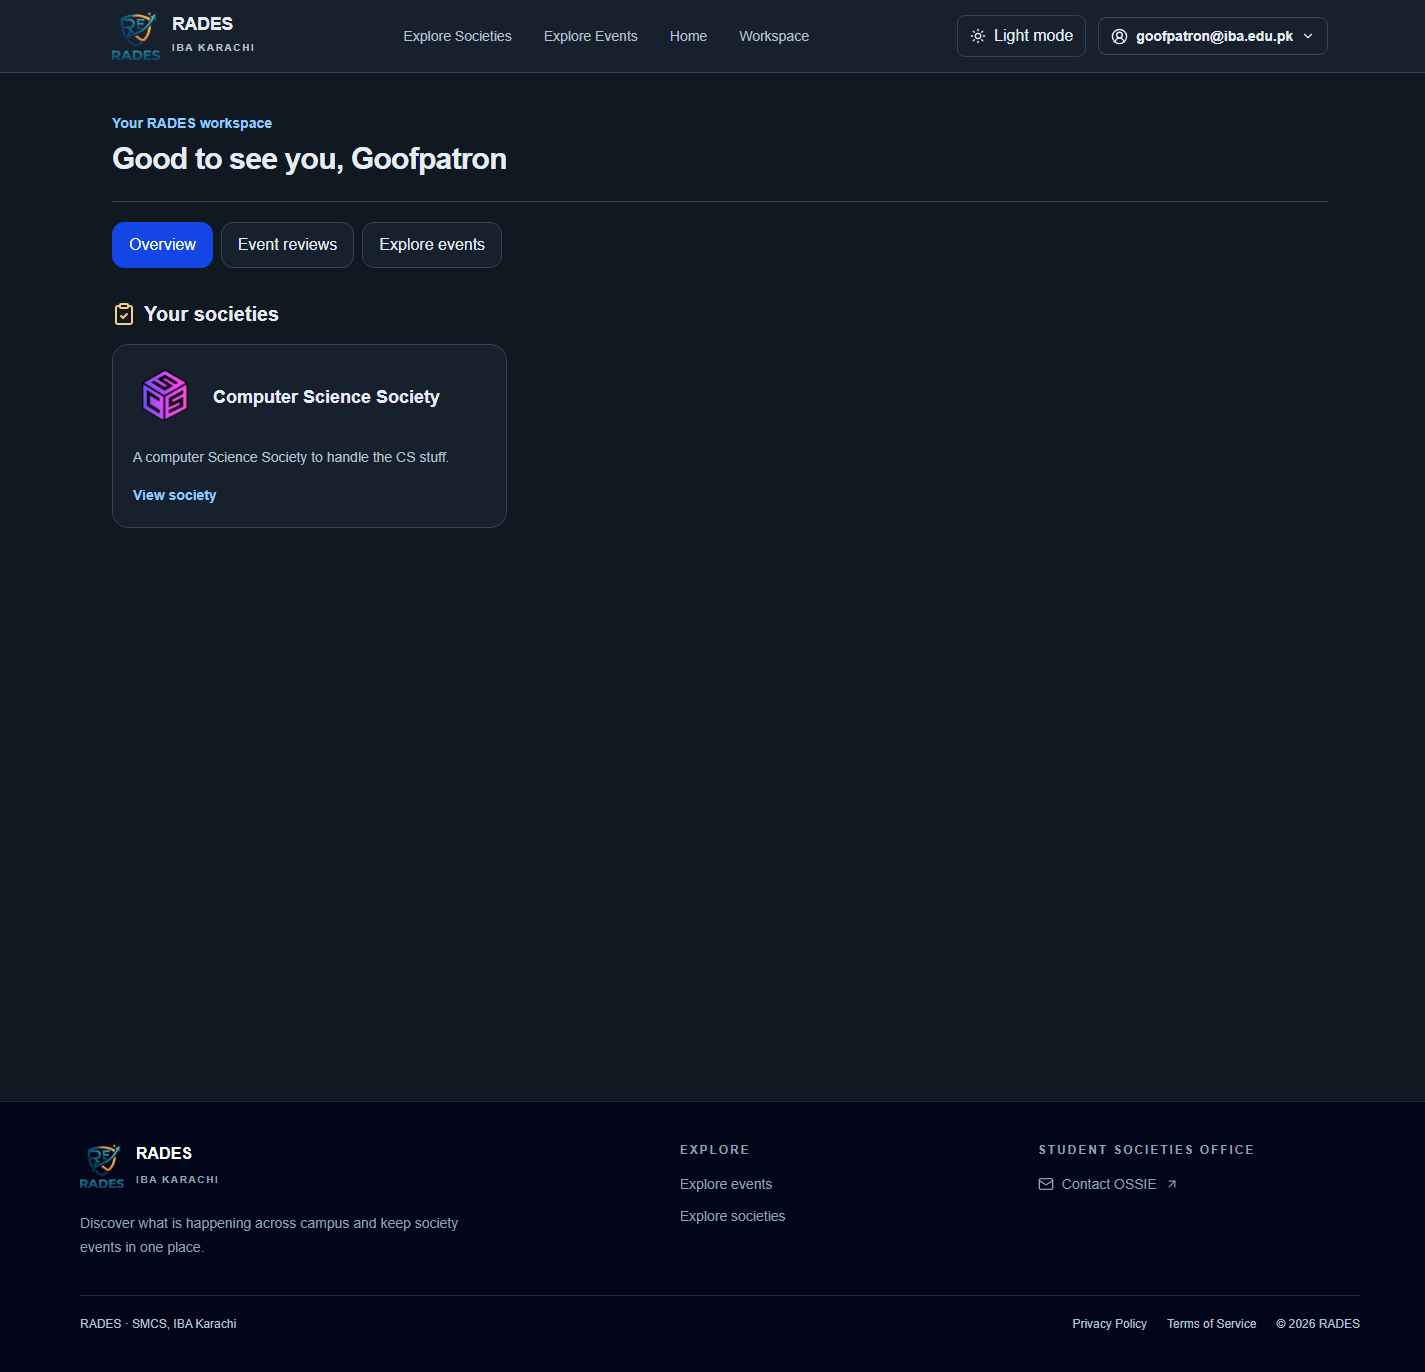 RADES
RADES
IBA KARACHI
Explore Societies
Explore Events
Home
Workspace
Light mode
goofpatron@iba.edu.pk
Your RADES workspace
Good to see you, Goofpatron
Overview
Event reviews
Explore events
Your societies
Computer Science Society
A computer Science Society to handle the CS stuff.
View society
RADES
RADES
IBA KARACHI
Discover what is happening across campus and keep society
events in one place.
EXPLORE
Explore events
Explore societies
STUDENT SOCIETIES OFFICE
Contact OSSIE
RADES · SMCS, IBA Karachi
Privacy Policy
Terms of Service
© 2026 RADES